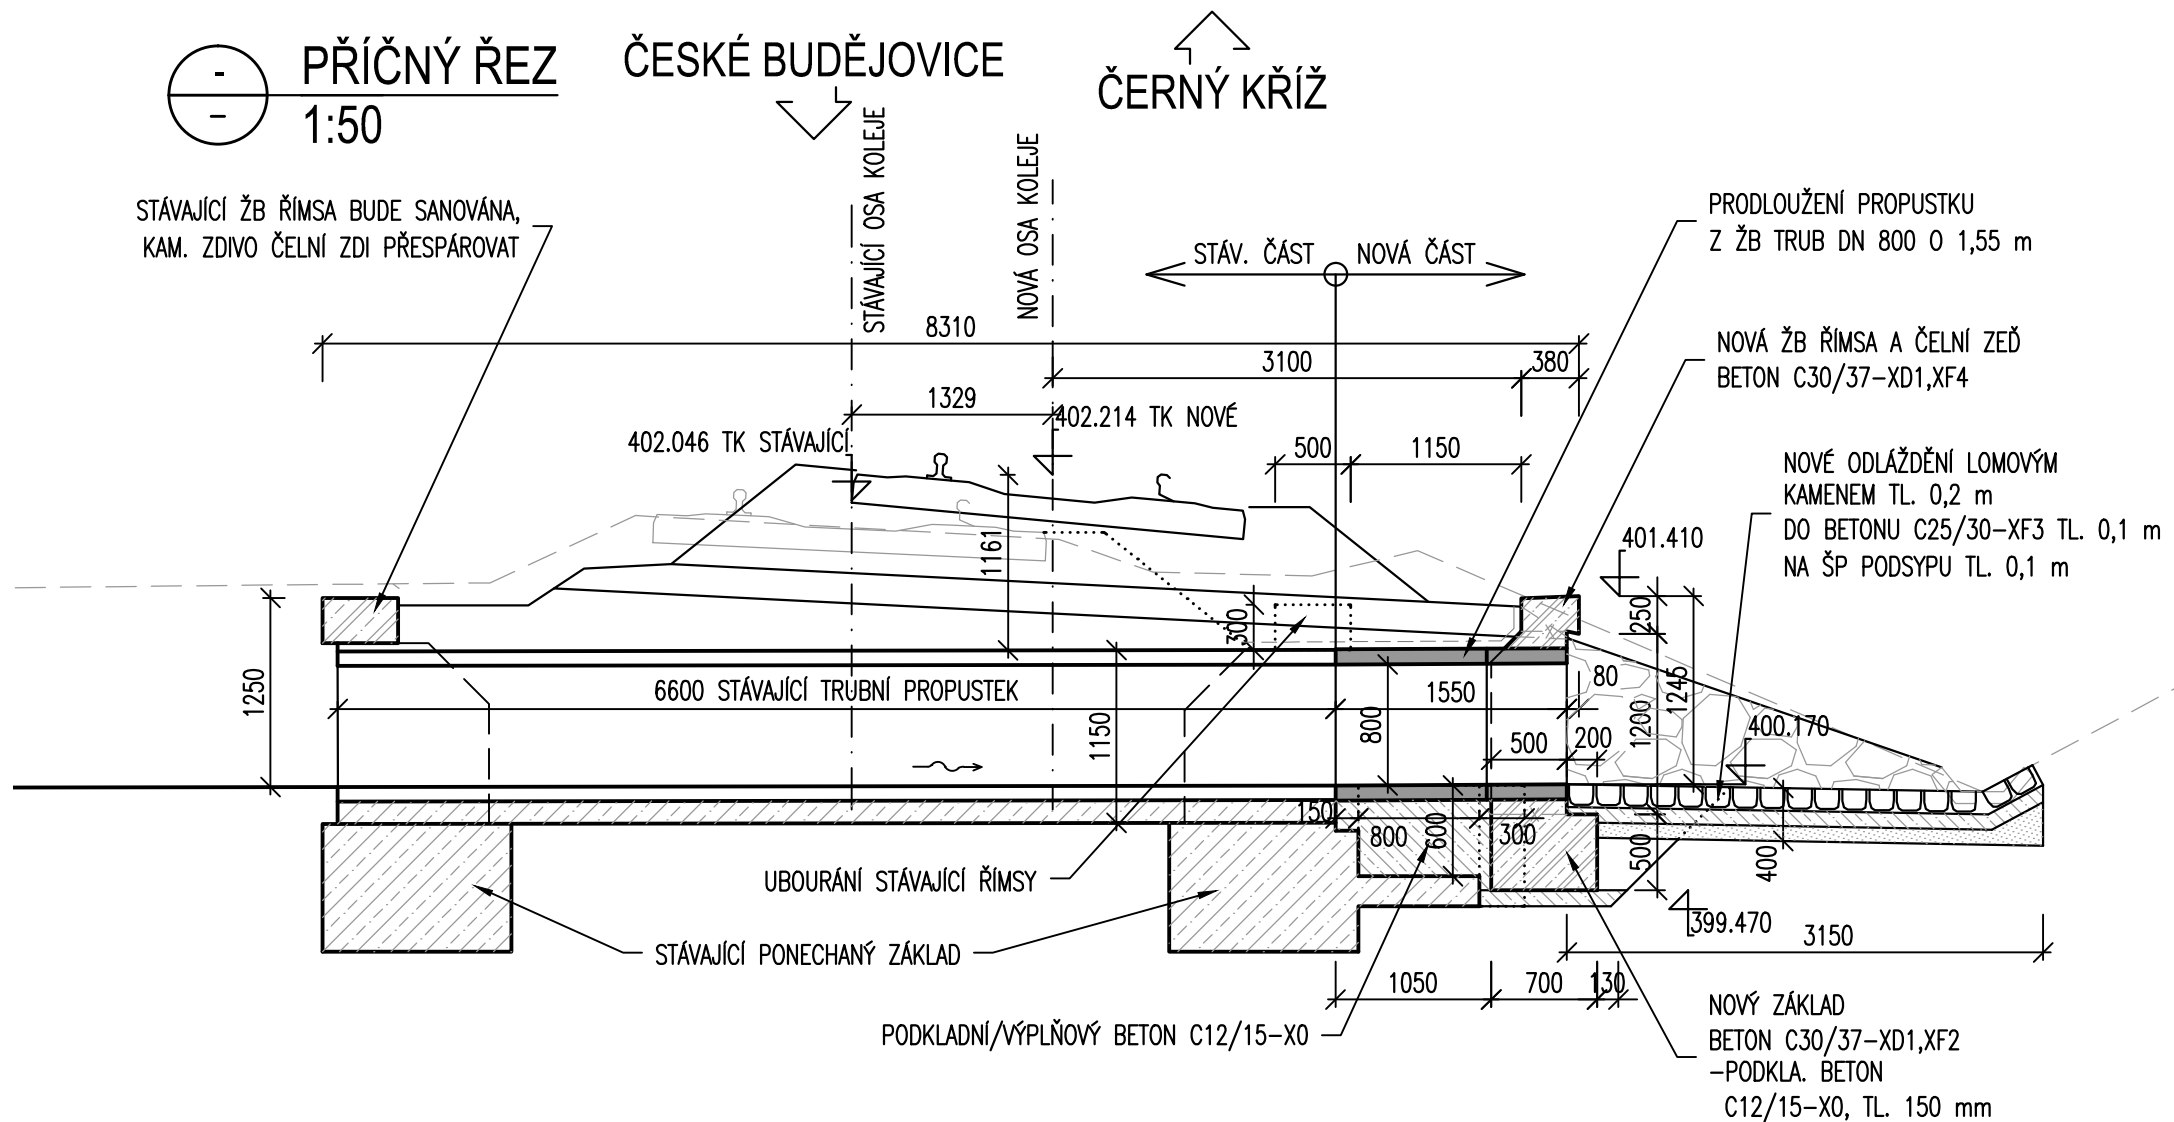 -
PŘÍČNÝ ŘEZ
-
1:50
ČESKÉ BUDĚJOVICE
ČERNÝ KŘÍŽ
STÁVAJÍCÍ OSA KOLEJE
NOVÁ OSA KOLEJE
STÁVAJÍCÍ ŽB ŘÍMSA BUDE SANOVÁNA,
KAM. ZDIVO ČELNÍ ZDI PŘESPÁROVAT
STÁV. ČÁST
NOVÁ ČÁST
PRODLOUŽENÍ PROPUSTKU
Z ŽB TRUB DN 800 O 1,55 m
8310
3100
380
NOVÁ ŽB ŘÍMSA A ČELNÍ ZEĎ
BETON C30/37-XD1,XF4
1329
402.214 TK NOVÉ
402.046 TK STÁVAJÍCÍ
500
1150
NOVÉ ODLÁŽDĚNÍ LOMOVÝM
KAMENEM TL. 0,2 m
DO BETONU C25/30-XF3 TL. 0,1 m
NA ŠP PODSYPU TL. 0,1 m
1161
401.410
300
250
1250
6600 STÁVAJÍCÍ TRUBNÍ PROPUSTEK
1550
80
1245
1150
800
1200
400.170
500
200
150
800
600
300
500
400
UBOURÁNÍ STÁVAJÍCÍ ŘÍMSY
399.470
3150
STÁVAJÍCÍ PONECHANÝ ZÁKLAD
1050
700
130
PODKLADNÍ/VÝPLŇOVÝ BETON C12/15-X0
NOVÝ ZÁKLAD
BETON C30/37-XD1,XF2
-PODKLA. BETON
C12/15-X0, TL. 150 mm